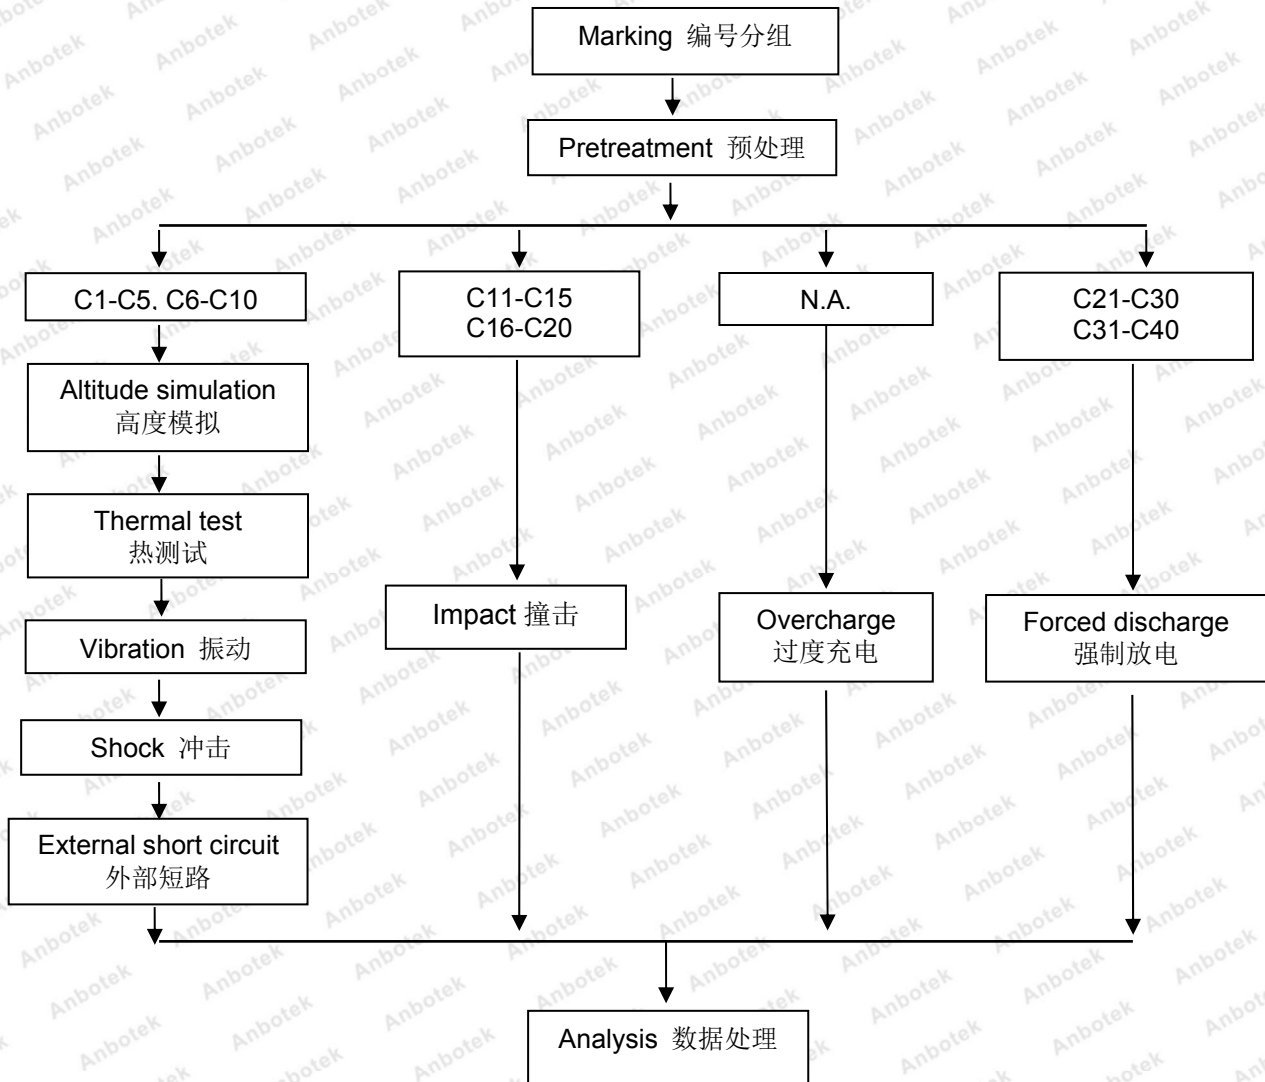 Marking 编号分组
Pretreatment 预处理
C1-C5, C6-C10
C11-C15
C16-C20
N.A.
C21-C30
C31-C40
Altitude simulation
高度模拟
Thermal test
热测试
Vibration 振动
Shock 冲击
External short circuit
外部短路
Impact 撞击
Overcharge
过度充电
Forced discharge
强制放电
Analysis 数据处理
Anbotek